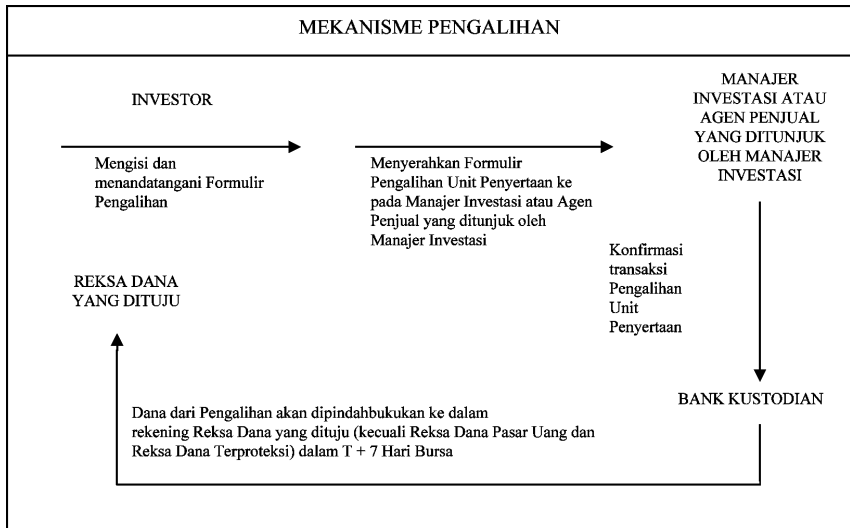 MEKANISME PENGALIHAN
INVESTOR
Mengisi dan
menandatangani Formulir
Pengalihan
Menyerahkan Formulir
Pengalihan Unit Penyertaan ke
pada Manajer Investasi atau Agen
Penjual yang ditunjuk oleh
Manajer Investasi
MANAJER
INVESTASI ATAU
AGEN PENJUAL
YANG DITUNJUK
OLEH MANAJER
INVESTASI
Konfirmasi
transaksi
Pengalihan
Unit
Penyertaan
BANK KUSTODIAN
Dana dari Pengalihan akan dipindahbukukan ke dalam
rekening Reksa Dana yang dituju (kecuali Reksa Dana Pasar Uang dan
Reksa Dana Terproteksi) dalam T + 7 Hari Bursa
REKSA DANA
YANG DITUJU